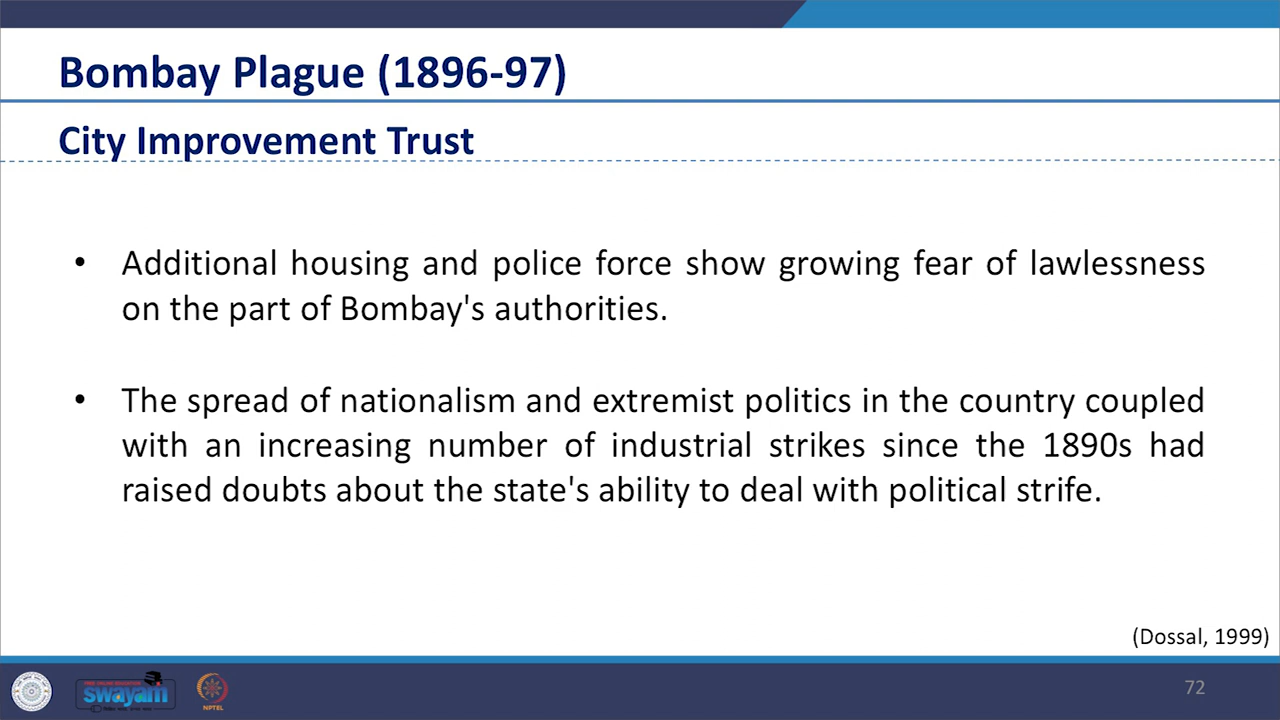 Bombay Plague (1896-97)
City Improvement Trust
• Additional housing and police force show growing fear of lawlessness
on the part of Bombay's authorities.
• The spread of nationalism and extremist politics in the country coupled
with an increasing number of industrial strikes since the 1890s had
raised doubts about the state's ability to deal with political strife.
(Dossal, 1999)
swayam
NPTEL
72